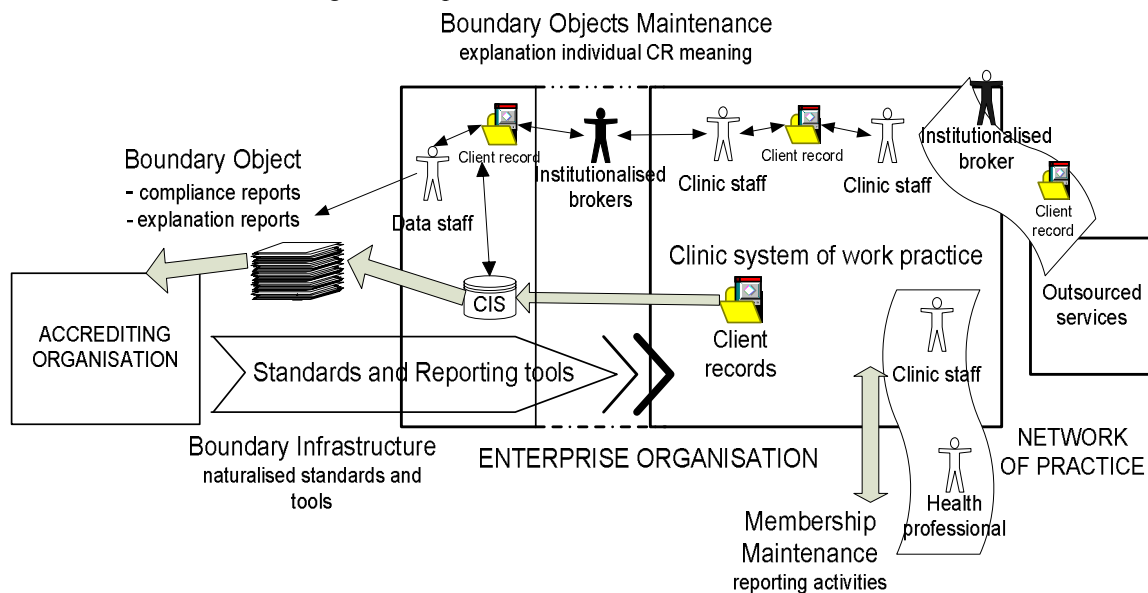 Boundary Objects Maintenance
explanation individual CR meaning
Boundary Object
- compliance reports
- explanation reports
Client record
Data staff
Institutionalised
brokers
Clinic staff
Client record
Clinic staff
Institutionalised
broker
Client
record
CIS
Clinic system of work practice
Client
records
Outsourced
services
ACCREDITING
ORGANISATION
Standards and Reporting tools
Clinic staff
Boundary Infrastructure
naturalised standards and
tools
ENTERPRISE ORGANISATION
NETWORK
OF PRACTICE
Health
professional
Membership
Maintenance
reporting activities